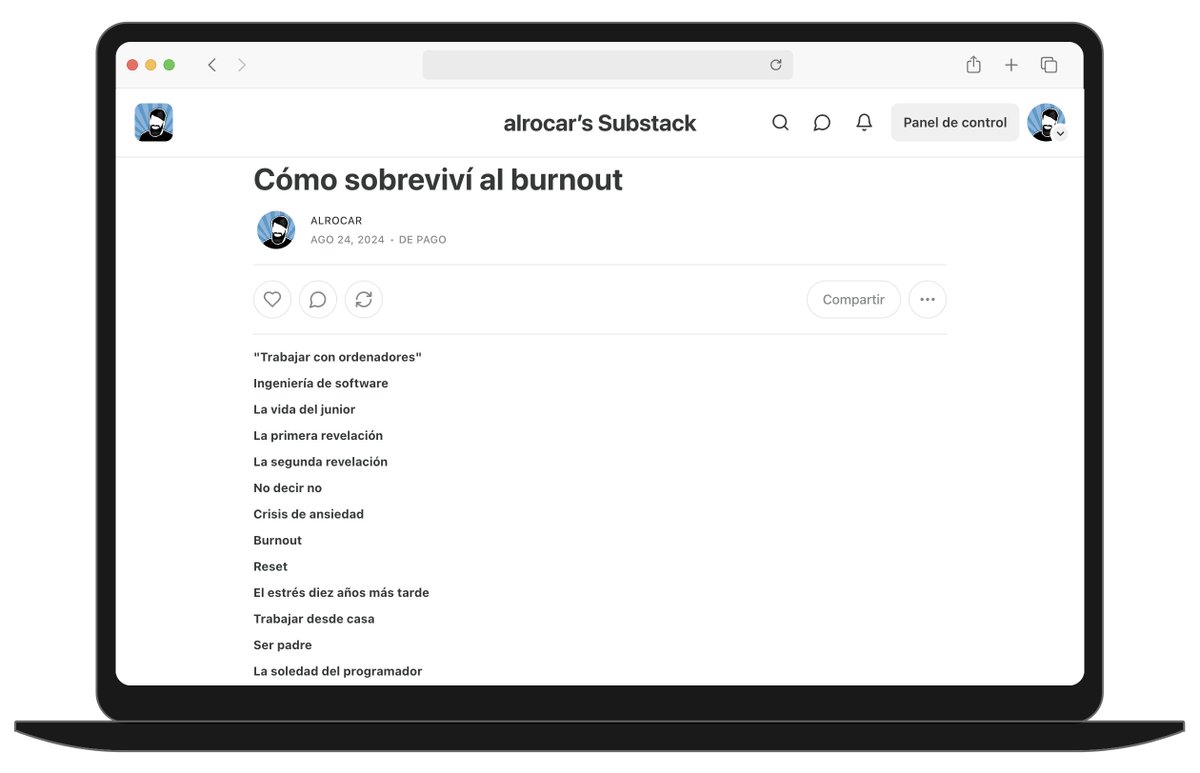 alrocar’s Substack
Panel de control
Cómo sobreviví al burnout
ALROCAR
AGO 24, 2024 • DE PAGO
Compartir
"Trabajar con ordenadores"
Ingeniería de software
La vida del junior
La primera revelación
La segunda revelación
No decir no
Crisis de ansiedad
Burnout
Reset
El estrés diez años más tarde
Trabajar desde casa
Ser padre
La soledad del programador